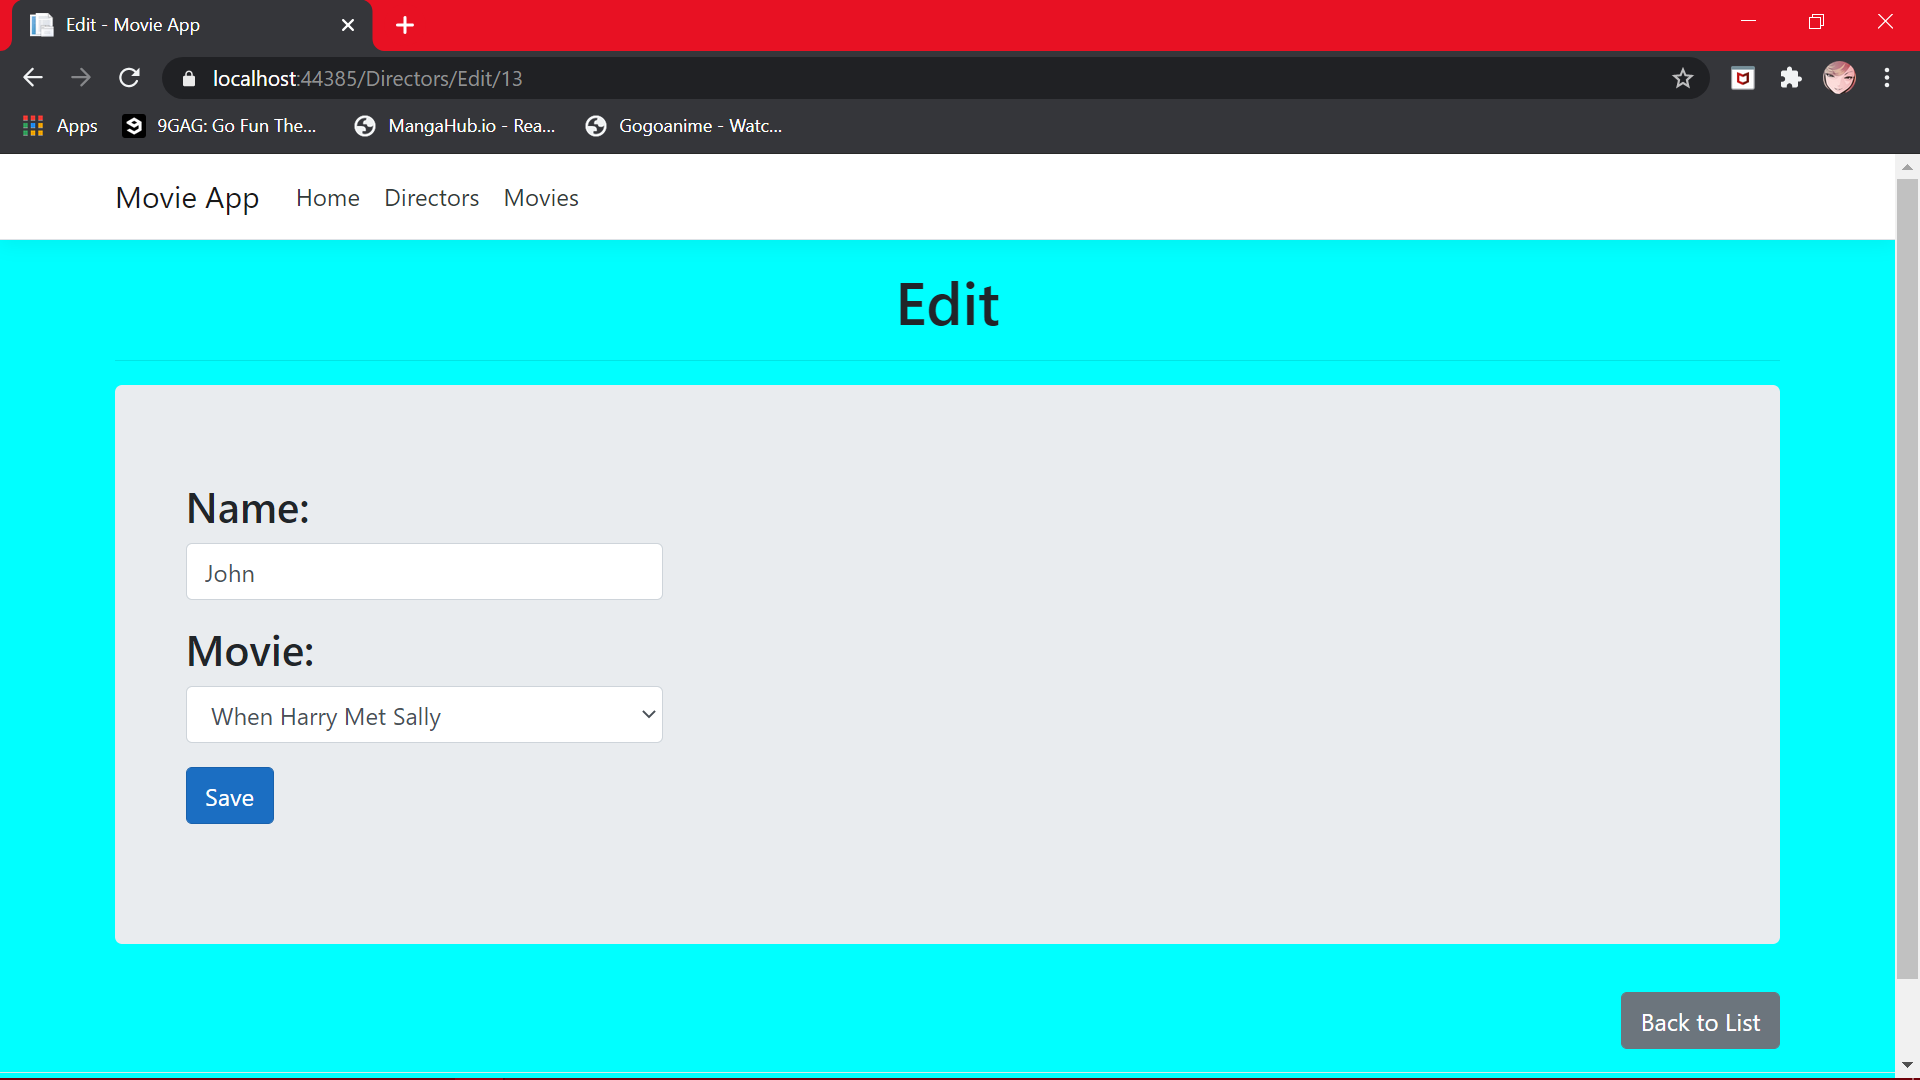 Edit - Movie App
localhost:44385/Directors/Edit/13
Apps
9GAG: Go Fun The...
MangaHub.io - Rea...
Gogoanime - Watc...
Movie App Home Directors Movies
Edit
Name:
John
Movie:
When Harry Met Sally
Save
Back to List